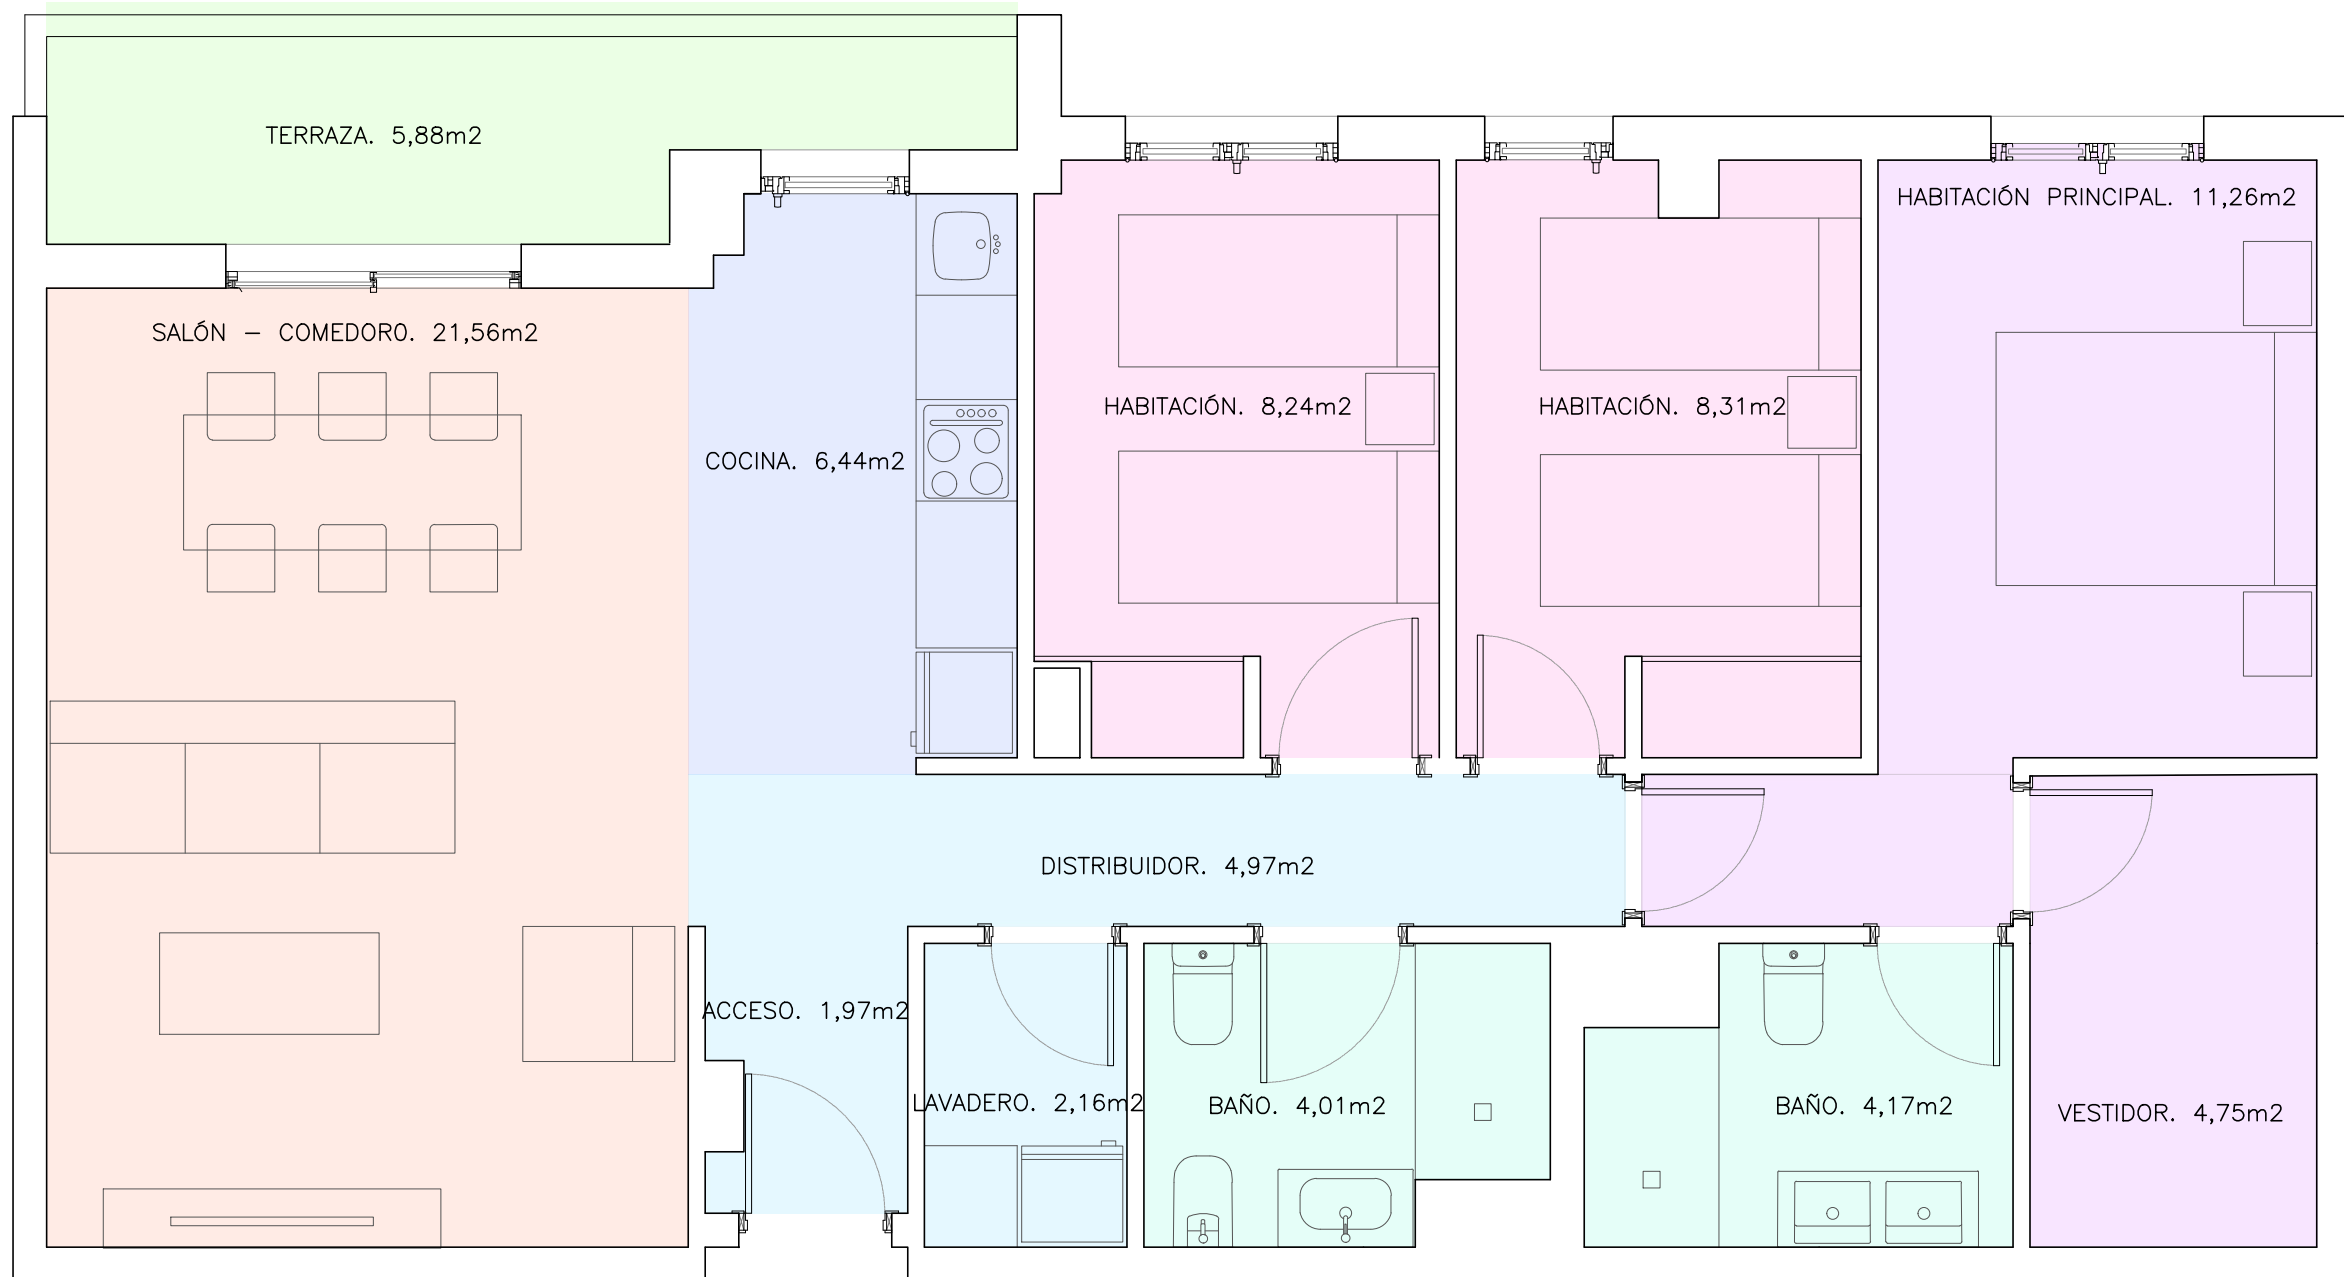 TERRAZA. 5,88m2
HABITACIÓN PRINCIPAL. 11,26m2
SALÓN - COMEDORO. 21,56m2
HABITACIÓN. 8,24m2
HABITACIÓN. 8,31m2
COCINA. 6,44m2
DISTRIBUIDOR. 4,97m2
ACCESO. 1,97m2
LAVADERO. 2,16m2
BAÑO. 4,01m2
BAÑO. 4,17m2
VESTIDOR. 4,75m2